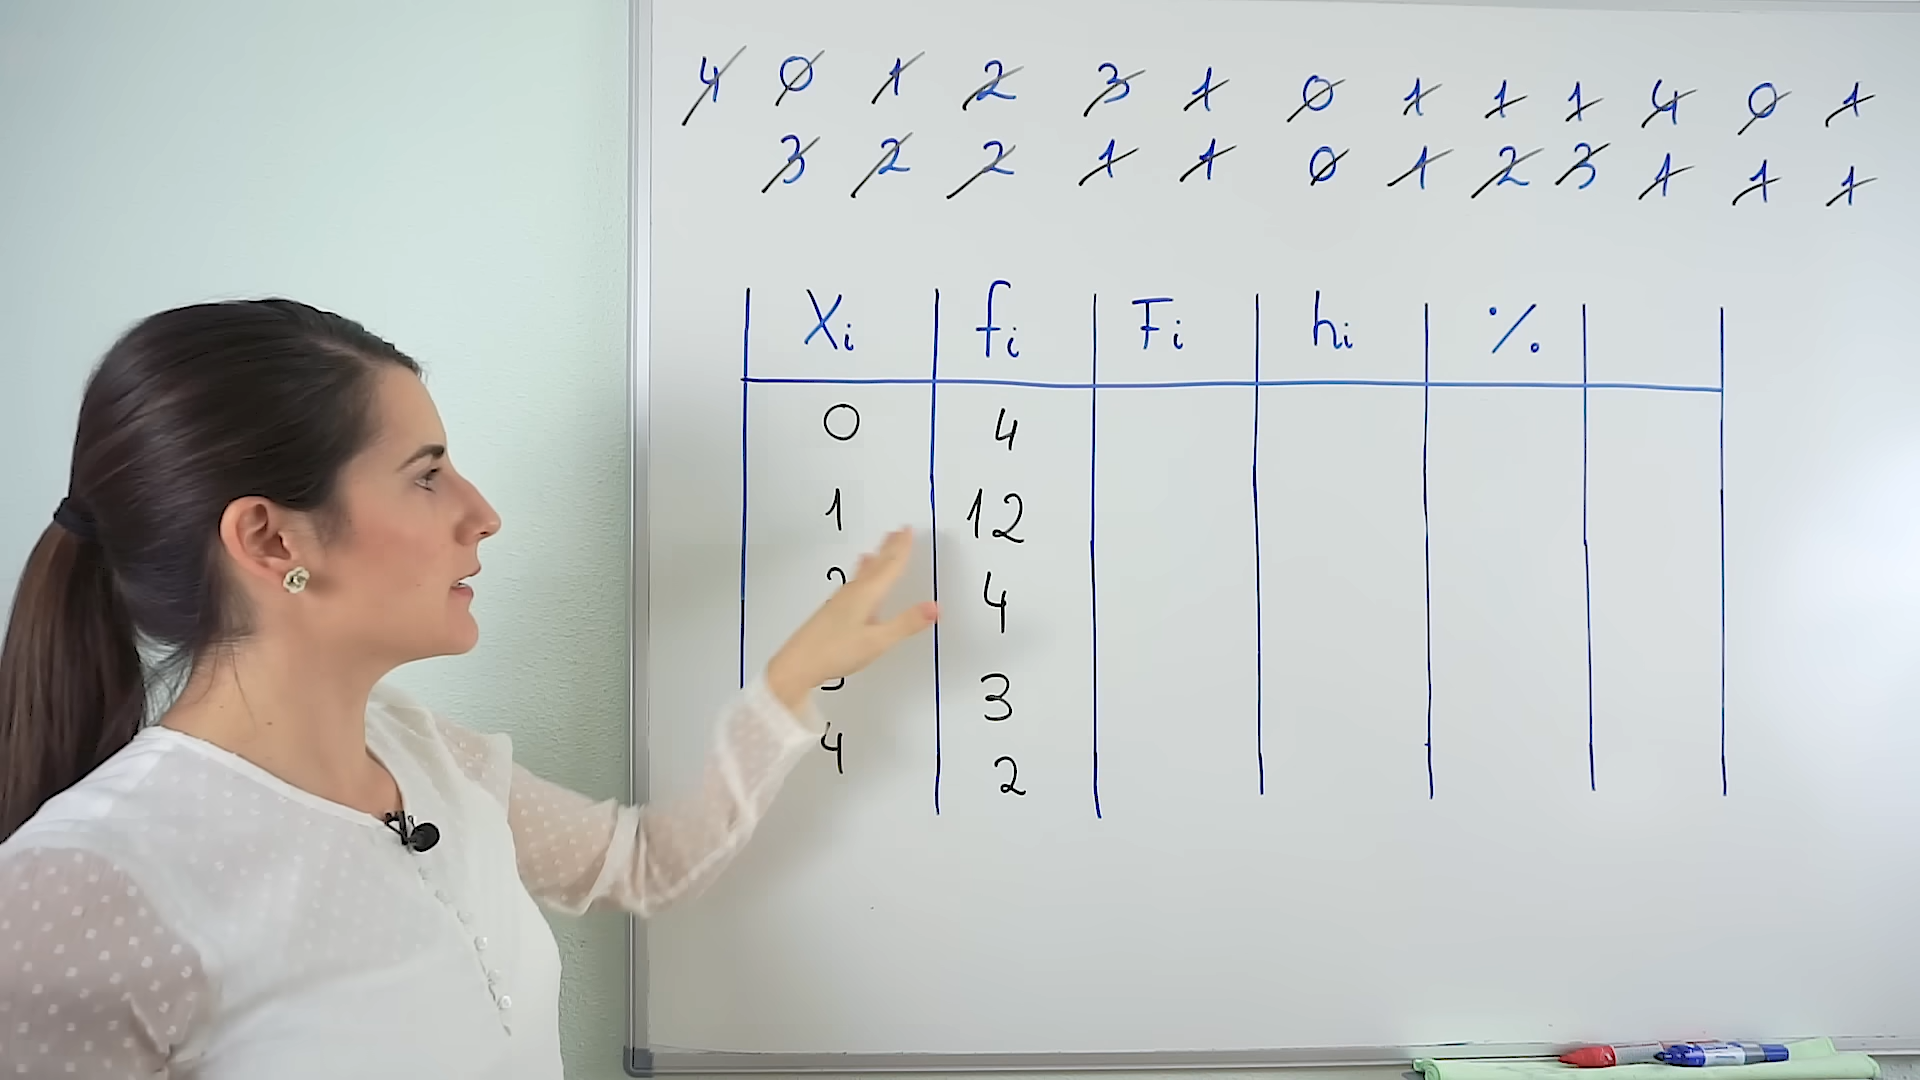 4 0 1 2 3 1 0 1 1 1 4 0 1
3 2 2 1 1 0 1 2 3 1 1 1
Xi fi Fi hi %
0 4
1 12
4
3
4 2